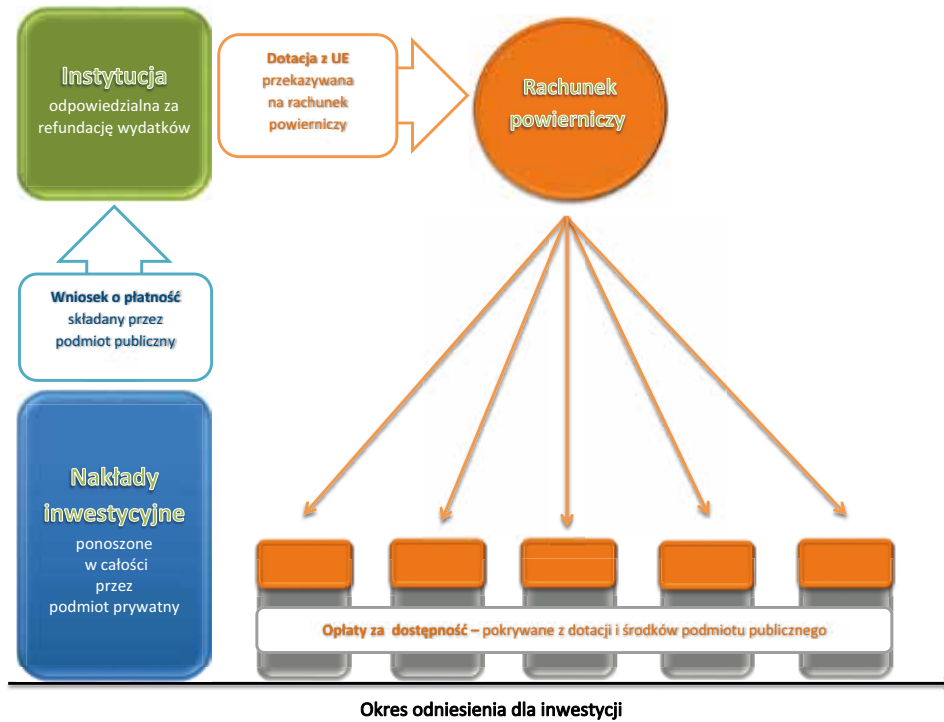 Instytucja
odpowiedzialna za
refundację wydatków
Dotacja z UE
przekazywana
na rachunek
powierniczy
Rachunek
powierniczy
Wniosek o płatność
składany przez
podmiot publiczny
Nakłady
inwestycyjne
ponoszone
w całości
przez
podmiot prywatny
Opłaty za dostępność – pokrywane z dotacji i środków podmiotu publicznego
Okres odniesienia dla inwestycji